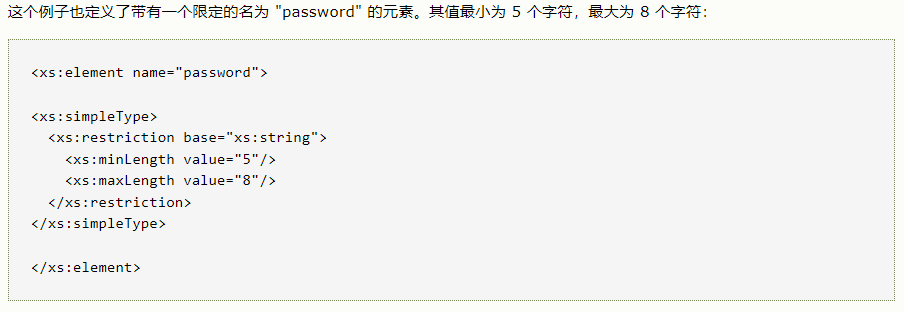 这个例子也定义了带有一个限定的名为 "password" 的元素。其值最小为 5 个字符，最大为 8 个字符：
<xs:element name="password">
<xs:simpleType>
  <xs:restriction base="xs:string">
    <xs:minLength value="5"/>
    <xs:maxLength value="8"/>
  </xs:restriction>
</xs:simpleType>
</xs:element>